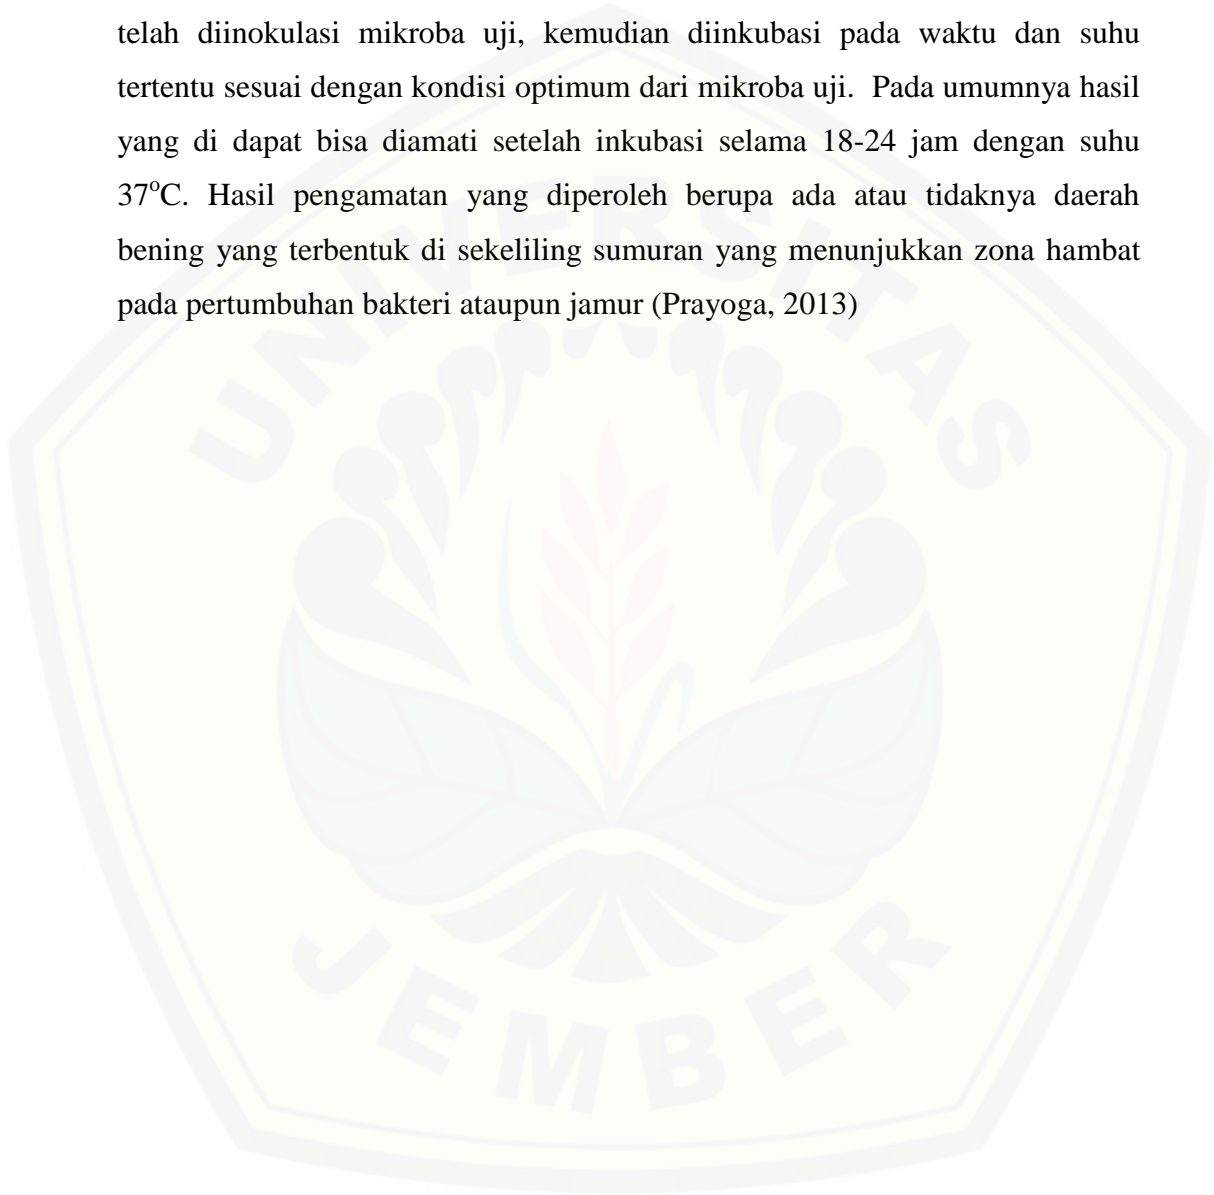 telah diinokulasi mikroba uji, kemudian diinkubasi pada waktu dan suhu
tertentu sesuai dengan kondisi optimum dari mikroba uji. Pada umumnya hasil
yang di dapat bisa diamati setelah inkubasi selama 18-24 jam dengan suhu
37°C. Hasil pengamatan yang diperoleh berupa ada atau tidaknya daerah
bening yang terbentuk di sekeliling sumuran yang menunjukkan zona hambat
pada pertumbuhan bakteri ataupun jamur (Prayoga, 2013)
UNIVERSITAS
JEMBER